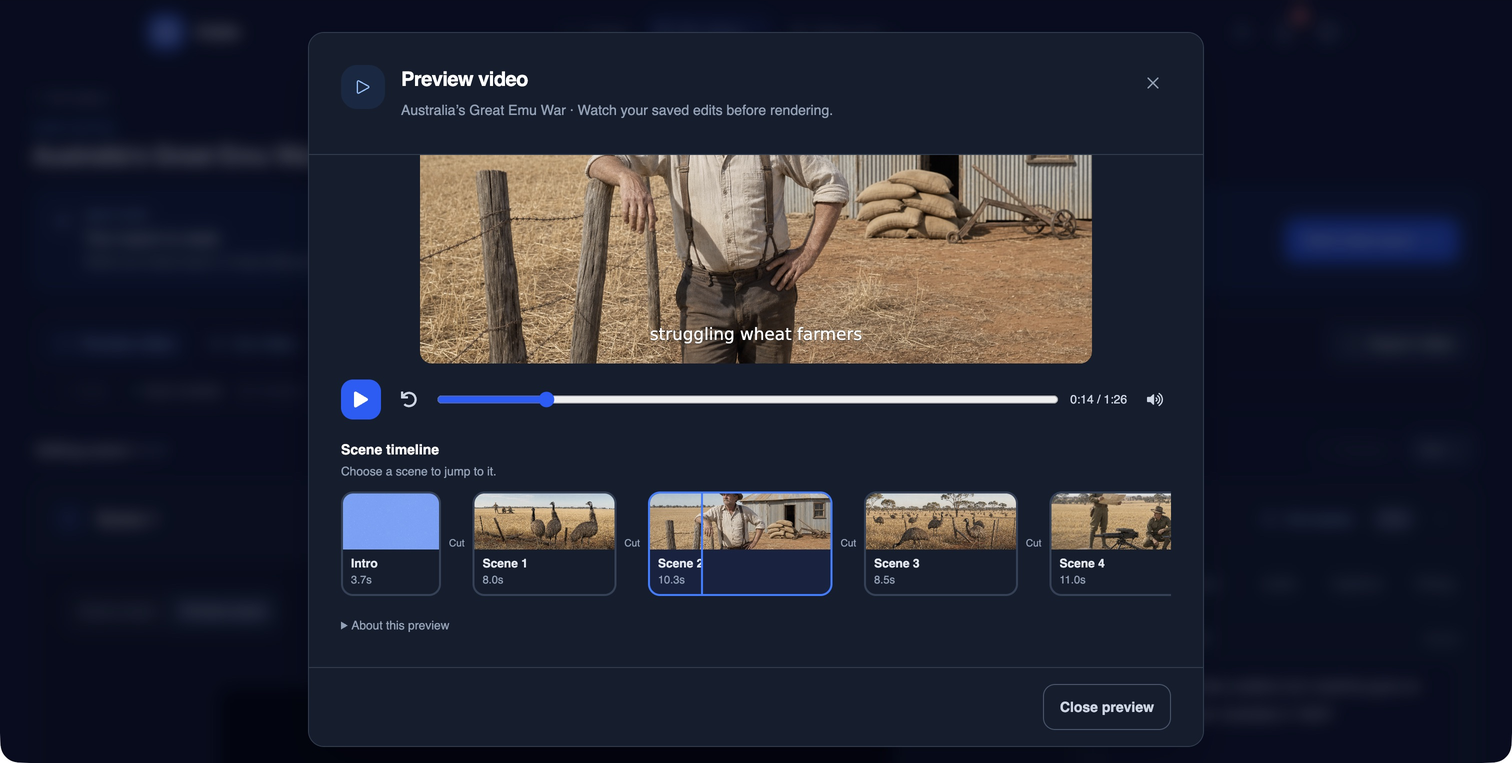 Preview video
Australia's Great Emu War · Watch your saved edits before rendering.
struggling wheat farmers
0:14 / 1:26
Scene timeline
Choose a scene to jump to it.
Intro
3.7s
Cut
Scene 1
8.0s
Cut
Scene 2
10.3s
Cut
Scene 3
8.5s
Cut
Scene 4
11.0s
About this preview
Close preview